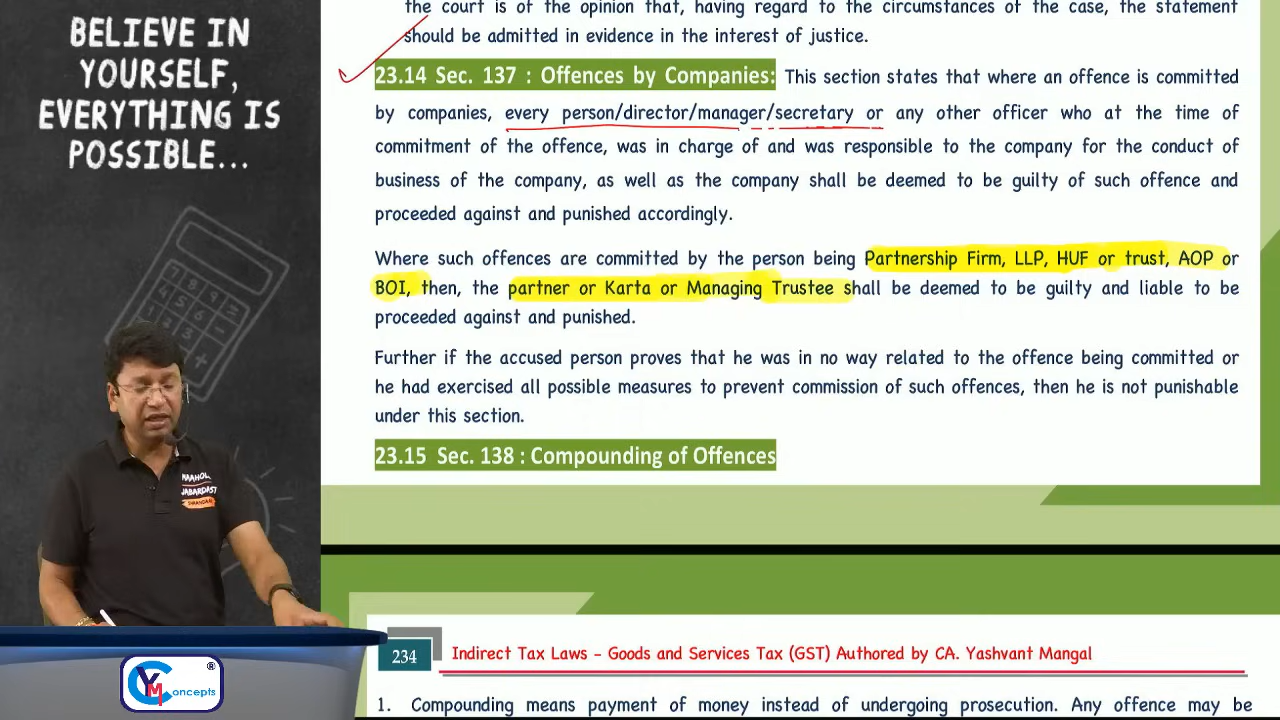 BELIEVE IN
YOURSELF,
EVERYTHING IS
POSSIBLE...
the court is of the opinion that, having regard to the circumstances of the case, the statement
should be admitted in evidence in the interest of justice.
23.14 Sec. 137 : Offences by Companies: This section states that where an offence is committed
by companies, every person/director/manager/secretary or any other officer who at the time of
commitment of the offence, was in charge of and was responsible to the company for the conduct of
business of the company, as well as the company shall be deemed to be guilty of such offence and
proceeded against and punished accordingly.
Where such offences are committed by the person being Partnership Firm, LLP, HUF or trust, AOP or
BOI, then, the partner or Karta or Managing Trustee shall be deemed to be guilty and liable to be
proceeded against and punished.
Further if the accused person proves that he was in no way related to the offence being committed or
he had exercised all possible measures to prevent commission of such offences, then he is not punishable
under this section.
23.15 Sec. 138 : Compounding of Offences
MAHOL
JABARDAST
YM Concepts ®
234 Indirect Tax Laws – Goods and Services Tax (GST) Authored by CA. Yashvant Mangal
1. Compounding means payment of money instead of undergoing prosecution. Any offence may be